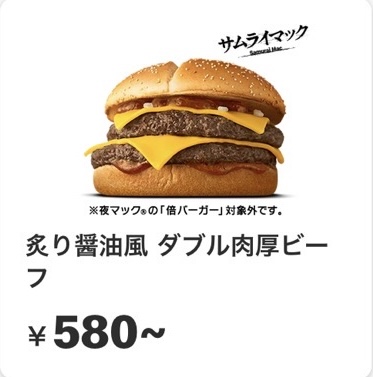 サムライマック
Samurai Mac
※夜マック®の「倍バーガー」対象外です。
炙り醤油風 ダブル肉厚ビー
フ
¥580~